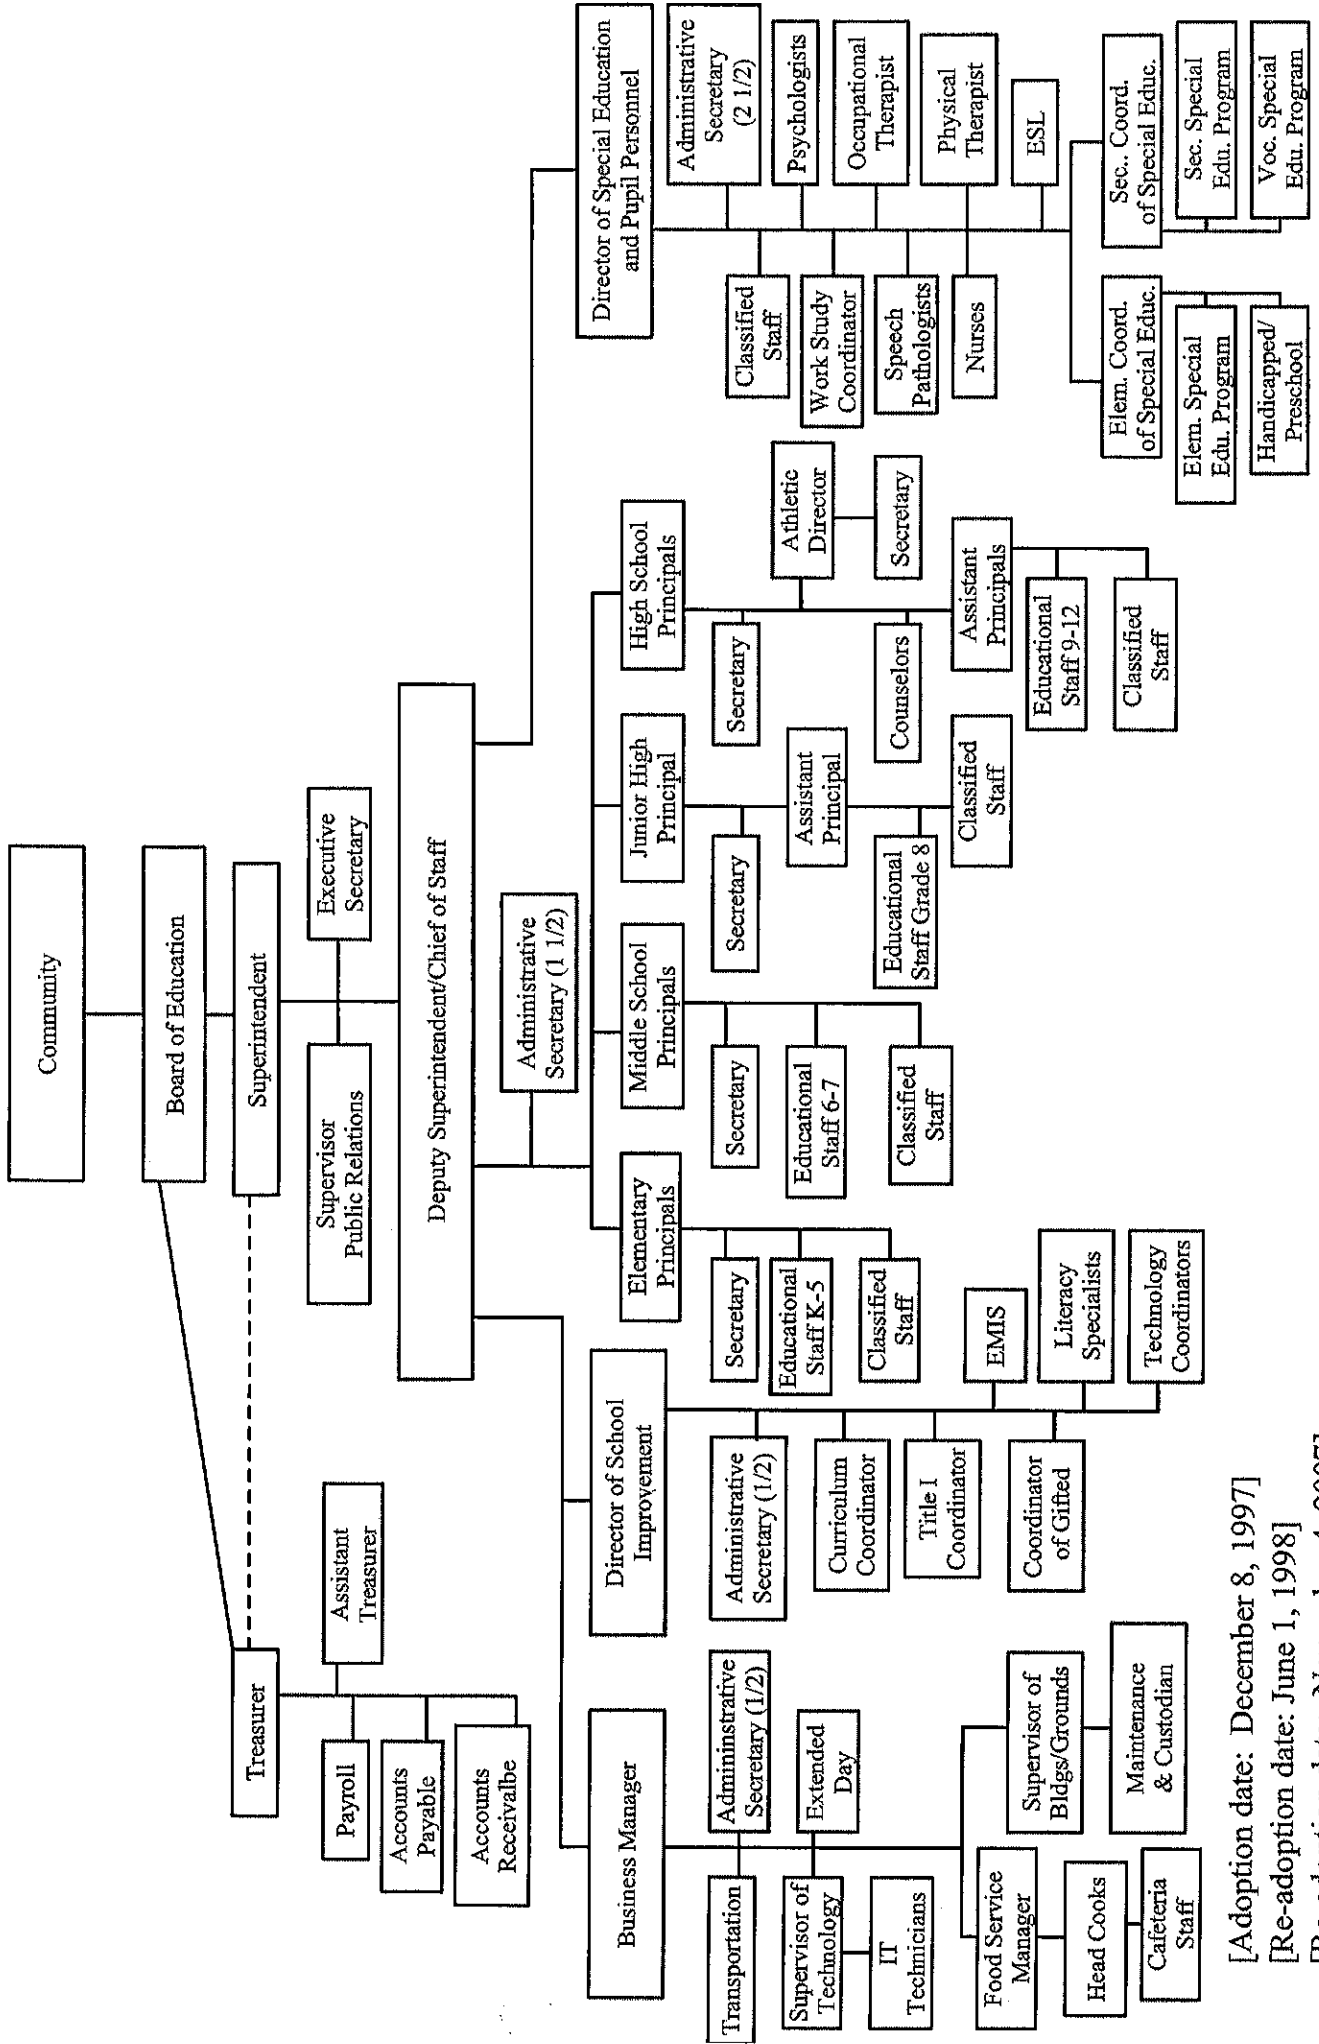 Community
Board of Education
Superintendent
Treasurer
Supervisor
Public Relations
Executive
Secretary
Assistant
Treasurer
Payroll
Accounts
Payable
Accounts
Receivalbe
Deputy Superintendent/Chief of Staff
Administrative
Secretary (1 1/2)
Business Manager
Transportation
Admininstrative
Secretary (1/2)
Supervisor of
Technology
Extended
Day
IT
Technicians
Food Service
Manager
Supervisor of
Bldgs/Grounds
Head Cooks
Maintenance
& Custodian
Cafeteria
Staff
Director of School
Improvement
Administrative
Secretary (1/2)
Curriculum
Coordinator
Title I
Coordinator
EMIS
Coordinator
of Gifted
Literacy
Specialists
Technology
Coordinators
Elementary
Principals
Secretary
Educational
Staff K-5
Classified
Staff
Middle School
Principals
Secretary
Educational
Staff 6-7
Classified
Staff
Junior High
Principal
Secretary
Assistant
Principal
Educational
Staff Grade 8
Classified
Staff
High School
Principals
Secretary
Athletic
Director
Secretary
Counselors
Assistant
Principals
Educational
Staff 9-12
Classified
Staff
Director of Special Education
and Pupil Personnel
Administrative
Secretary
(2 1/2)
Classified
Staff
Psychologists
Work Study
Coordinator
Occupational
Therapist
Speech
Pathologists
Physical
Therapist
Nurses
ESL
Elem. Coord.
of Special Educ.
Sec.. Coord.
of Special Educ.
Elem. Special
Edu. Program
Sec. Special
Edu. Program
Handicapped/
Preschool
Voc. Special
Edu. Program
[Adoption date: December 8, 1997]
[Re-adoption date: June 1, 1998]